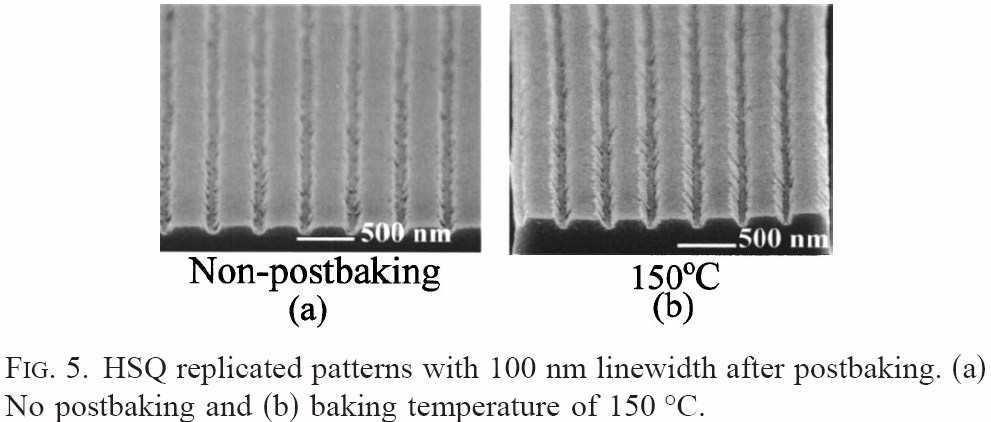 500 nm
500 nm
Non-postbaking
150ºC
(a)
(b)
FIG. 5. HSQ replicated patterns with 100 nm linewidth after postbaking. (a)
No postbaking and (b) baking temperature of 150 °C.